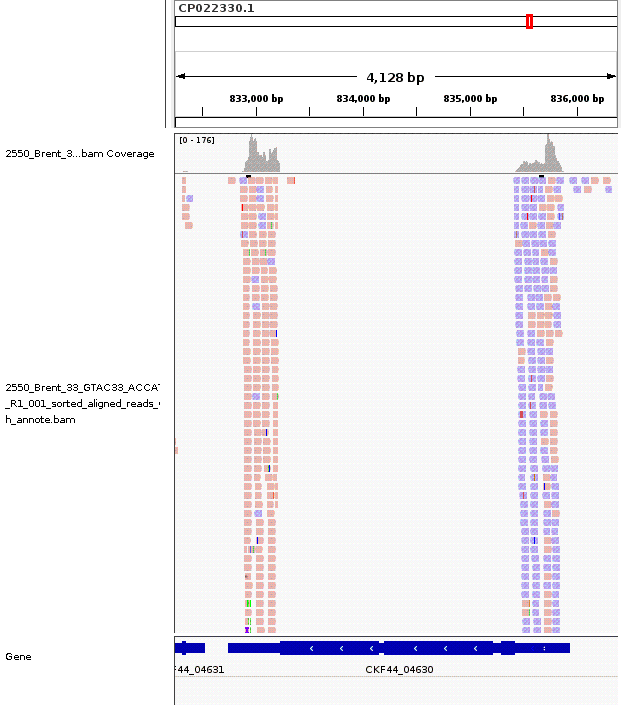 CP022330.1
4,128 bp
833,000 bp 834,000 bp 835,000 bp 836,000 bp
[0 - 176]
2550_Brent_3...bam Coverage
2550_Brent_33_GTAC33_ACCAT
_R1_001_sorted_aligned_reads_
h_annote.bam
Gene
F44_04631 CKF44_04630